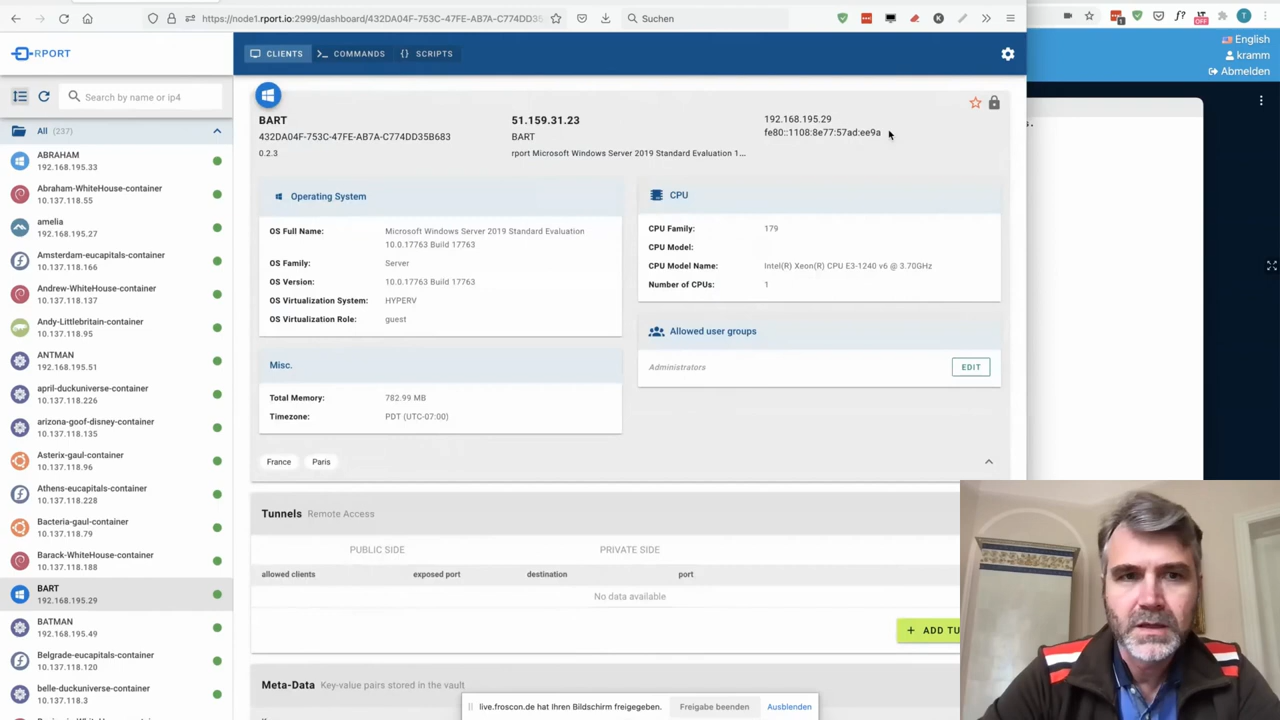 https://node1.rport.io:2999/dashboard/432DA04F-753C-47FE-AB7A-C774DD35
Suchen
RPORT
CLIENTS
COMMANDS
{} SCRIPTS
English
kramm
Abmelden
Search by name or ip4
All (237)
ABRAHAM
192.168.195.33
Abraham-WhiteHouse-container
10.137.118.55
amelia
192.168.195.27
Amsterdam-eucapitals-container
10.137.118.166
Andrew-WhiteHouse-container
10.137.118.137
Andy-Littlebritain-container
10.137.118.95
ANTMAN
192.168.195.51
april-duckuniverse-container
10.137.118.226
arizona-goof-disney-container
10.137.118.135
Asterix-gaul-container
10.137.118.96
Athens-eucapitals-container
10.137.118.228
Bacteria-gaul-container
10.137.118.79
Barack-WhiteHouse-container
10.137.118.188
BART
192.168.195.29
BATMAN
192.168.195.49
Belgrade-eucapitals-container
10.137.118.120
belle-duckuniverse-container
10.137.118.3
BART
432DA04F-753C-47FE-AB7A-C774DD35B683
0.2.3
51.159.31.23
BART
rport Microsoft Windows Server 2019 Standard Evaluation 1...
192.168.195.29
fe80::1108:8e77:57ad:ee9a
Operating System
OS Full Name: Microsoft Windows Server 2019 Standard Evaluation
10.0.17763 Build 17763
OS Family: Server
OS Version: 10.0.17763 Build 17763
OS Virtualization System: HYPERV
OS Virtualization Role: guest
CPU
CPU Family: 179
CPU Model:
CPU Model Name: Intel(R) Xeon(R) CPU E3-1240 v6 @ 3.70GHz
Number of CPUs: 1
Allowed user groups
Administrators
EDIT
Misc.
Total Memory: 782.99 MB
Timezone: PDT (UTC-07:00)
France
Paris
Tunnels Remote Access
PUBLIC SIDE PRIVATE SIDE
allowed clients exposed port destination port
No data available
+ ADD TU
Meta-Data Key-value pairs stored in the vault
live.froscon.de hat Ihren Bildschirm freigegeben.
Freigabe beenden
Ausblenden